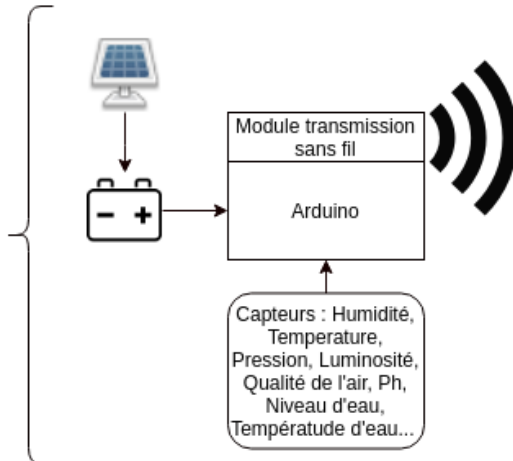 Module transmission
sans fil
Arduino
Capteurs : Humidité,
Temperature,
Pression, Luminosité,
Qualité de l'air, Ph,
Niveau d'eau,
Températude d'eau...